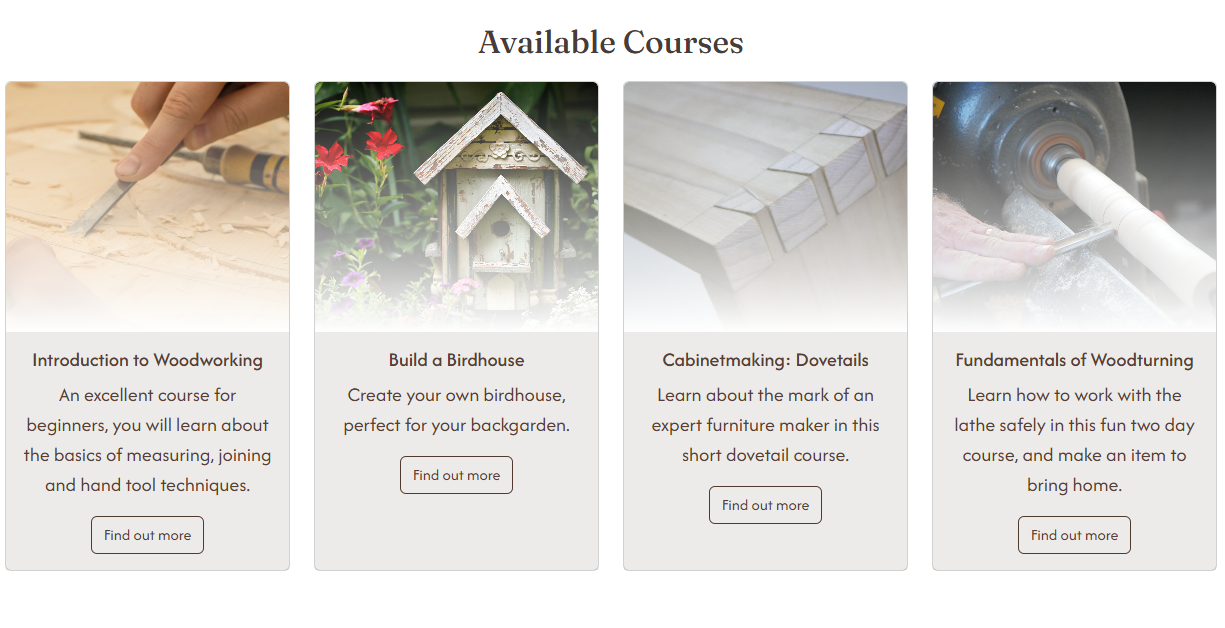 Available Courses
Introduction to Woodworking
An excellent course for
beginners, you will learn about
the basics of measuring, joining
and hand tool techniques.
Find out more
Build a Birdhouse
Create your own birdhouse,
perfect for your backgarden.
Find out more
Cabinetmaking: Dovetails
Learn about the mark of an
expert furniture maker in this
short dovetail course.
Find out more
Fundamentals of Woodturning
Learn how to work with the
lathe safely in this fun two day
course, and make an item to
bring home.
Find out more